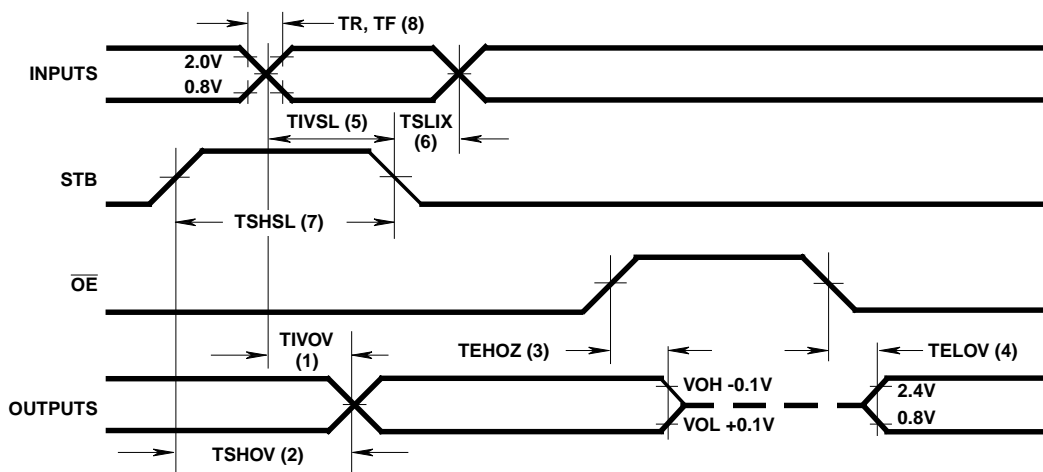 TR, TF (8)
INPUTS
2.0V
0.8V
TIVSL (5)
TSLIX
(6)
STB
TSHSL (7)
OE
TIVOV
(1)
TEHOZ (3)
TELOV (4)
OUTPUTS
VOH -0.1V
VOL +0.1V
2.4V
0.8V
TSHOV (2)